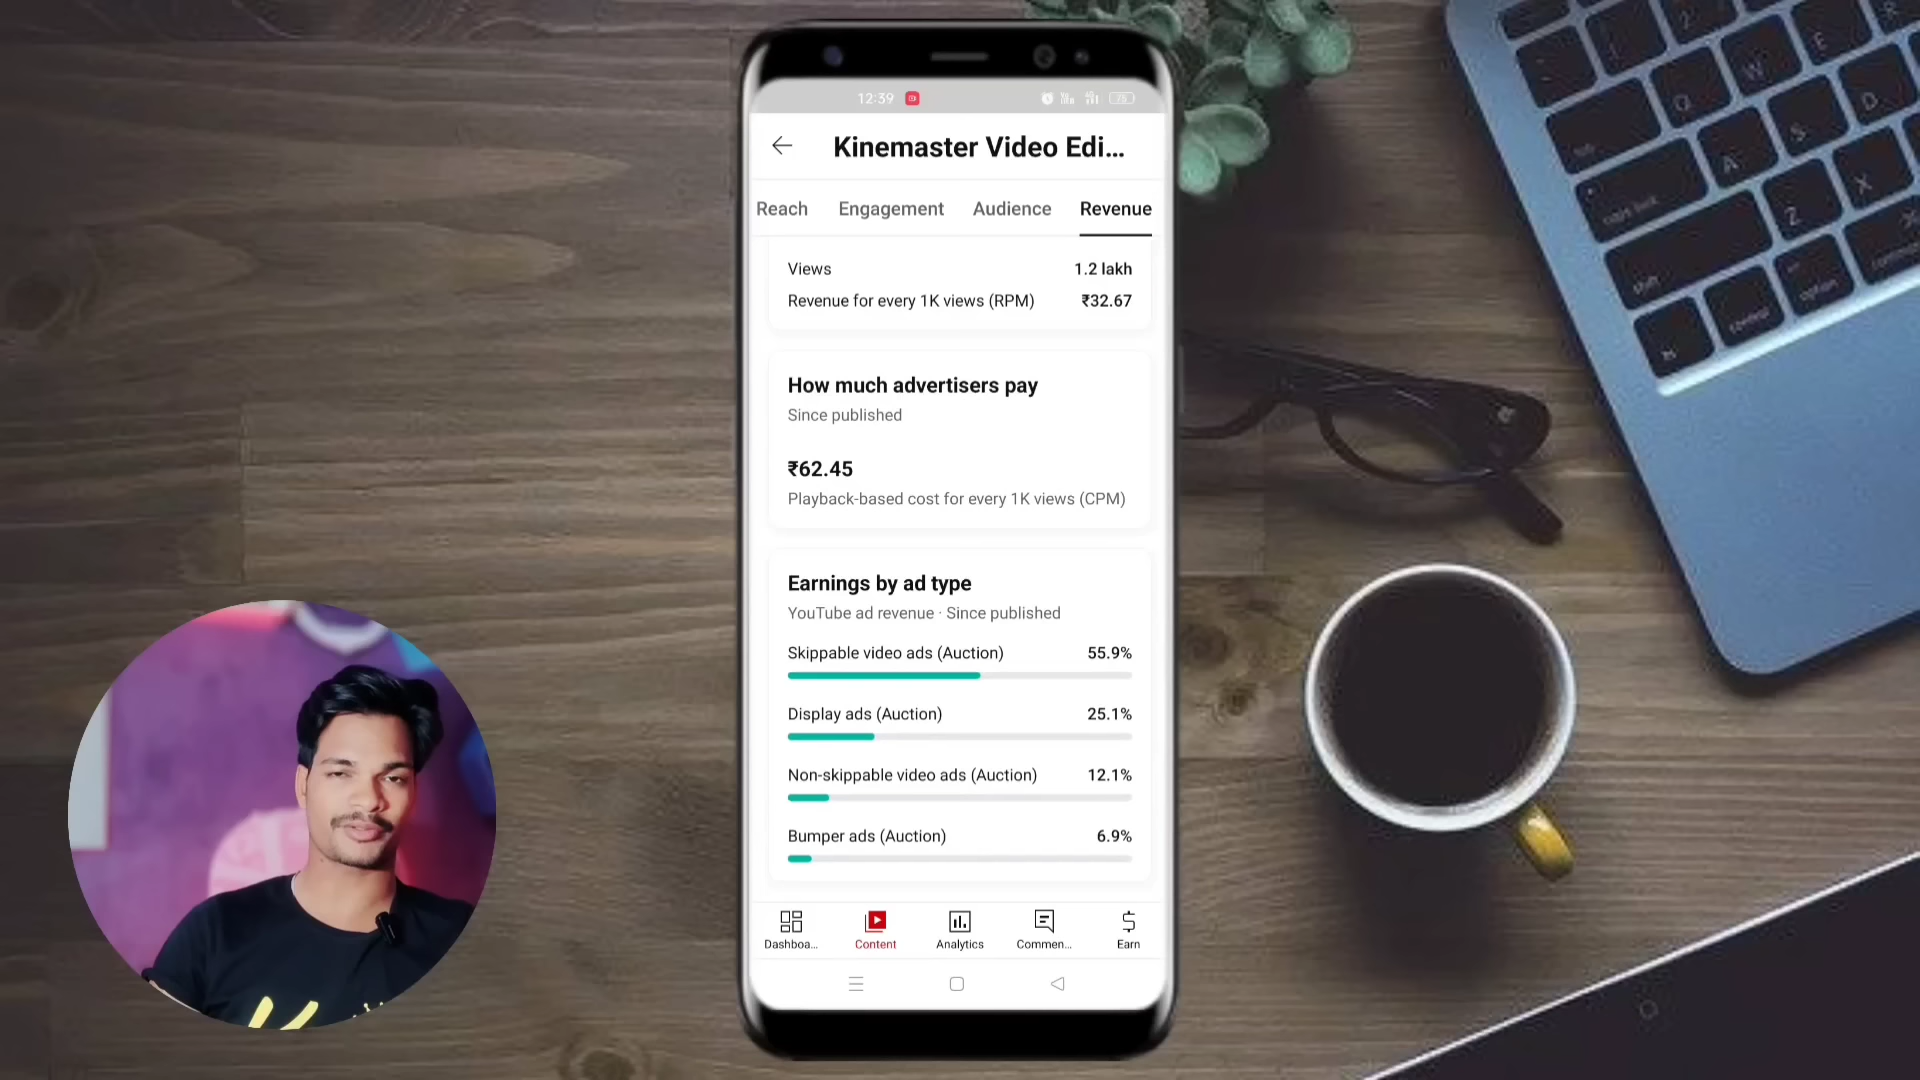 12:39
Kinemaster Video Edi...
Reach Engagement Audience Revenue
Views 1.2 lakh
Revenue for every 1K views (RPM) ₹32.67
How much advertisers pay
Since published
₹62.45
Playback-based cost for every 1K views (CPM)
Earnings by ad type
YouTube ad revenue · Since published
Skippable video ads (Auction) 55.9%
Display ads (Auction) 25.1%
Non-skippable video ads (Auction) 12.1%
Bumper ads (Auction) 6.9%
Dashboa... Content Analytics Commen... Earn